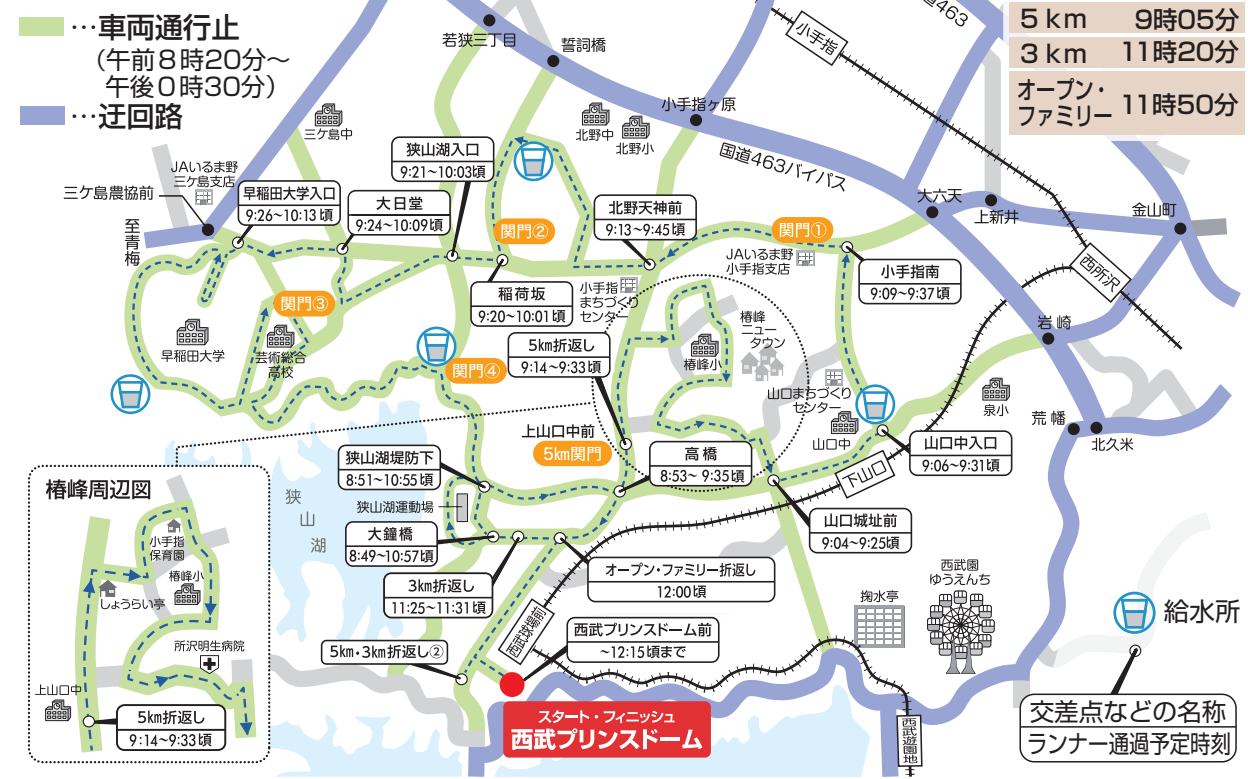 …車両通行止
(午前8時20分〜
午後0時30分)
…迂回路
5km 9時05分
3km 11時20分
オープン・
ファミリー 11時50分
若狭三丁目
誓詞橋
小手指
小手指ヶ原
国道463バイパス
三ケ島中
北野中
北野小
大六天
上新井
金山町
西所沢
三ケ島農協前
JAいるま野
三ケ島支店
至青梅
早稲田大学入口
9:26~10:13頃
大日堂
9:24~10:09頃
狭山湖入口
9:21~10:03頃
関門②
北野天神前
9:13~9:45頃
関門①
JAいるま野
小手指支店
小手指南
9:09~9:37頃
稲荷坂
9:20~10:01頃
小手指
まちづくり
センター
関門③
早稲田大学
芸術総合
高校
関門④
5km折返し
9:14~9:33頃
椿峰
ニュー
タウン
椿峰小
山口まちづくり
センター
山口中
岩崎
泉小
荒幡
北久米
山口中入口
9:06~9:31頃
上山口中前
5km関門
高橋
8:53~ 9:35頃
下山口
山口城址前
9:04~9:25頃
狭山湖堤防下
8:51~10:55頃
狭山湖運動場
大鐘橋
8:49~10:57頃
3km折返し
11:25~11:31頃
オープン・ファミリー折返し
12:00頃
西武球場前
西武プリンスドーム前
~12:15頃まで
5km・3km折返し②
スタート・フィニッシュ
西武プリンスドーム
狭山湖
掬水亭
西武園
ゆうえんち
西武遊園地
給水所
交差点などの名称
ランナー通過予定時刻
椿峰周辺図
小手指
保育園
椿峰小
しょうらい亭
所沢明生病院
上山口中
5km折返し
9:14~9:33頃